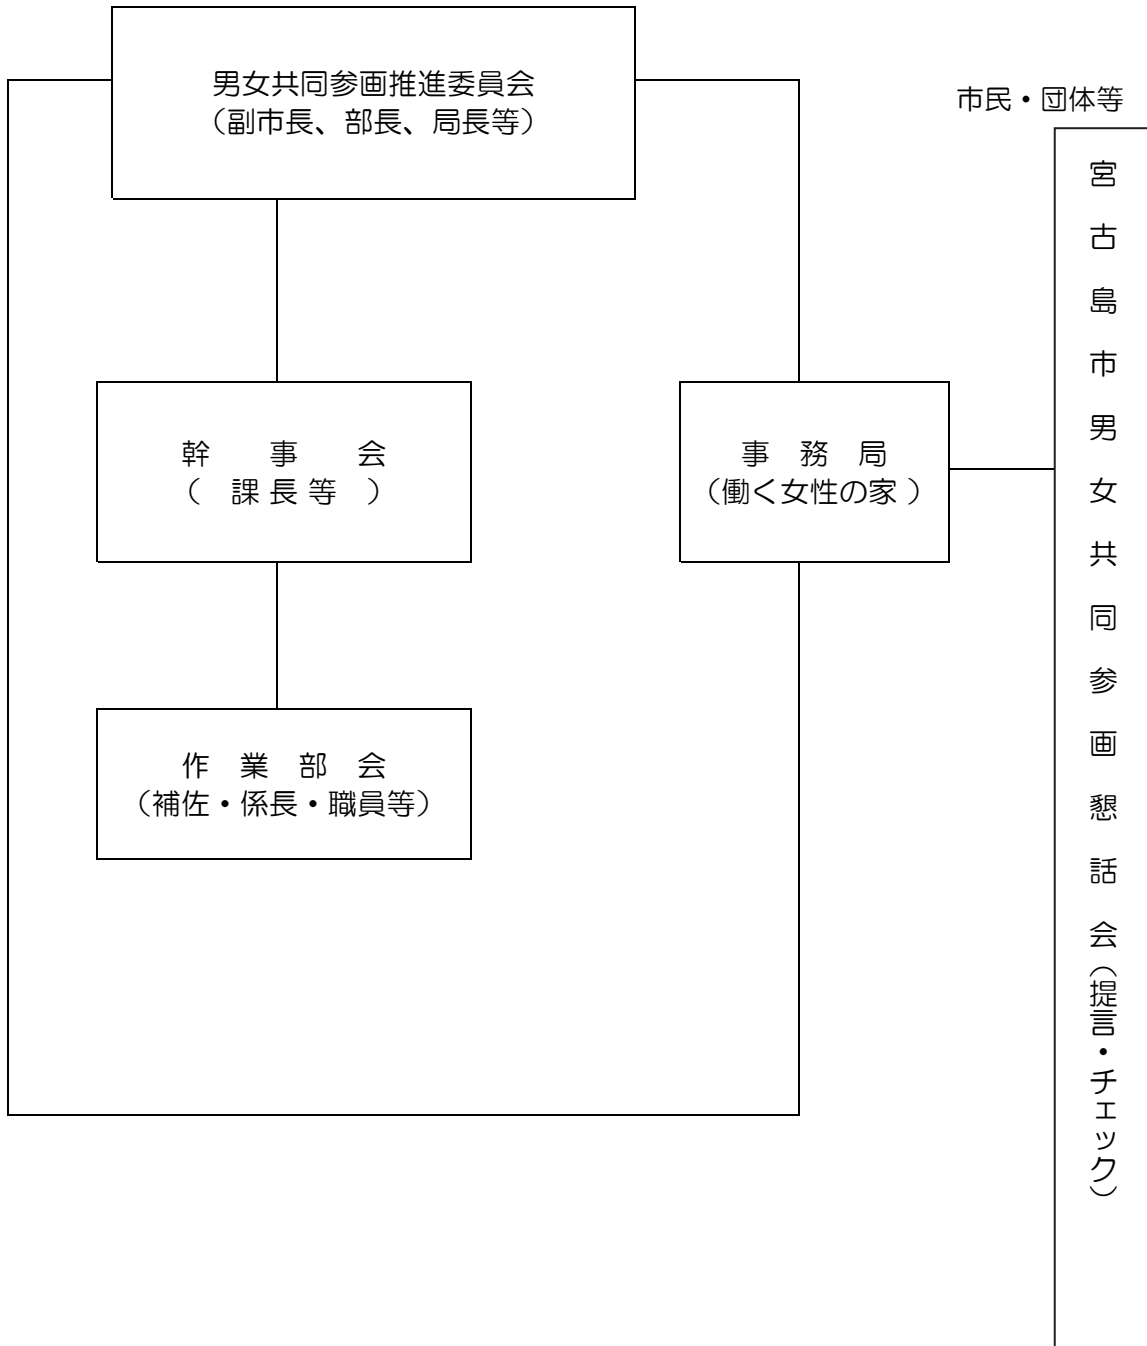 男女共同参画推進委員会
（副市長、部長、局長等）
市民・団体等
幹　事　会
（　課 長 等　）
事　務　局
（働く女性の家 ）
作　業　部　会
（補佐・係長・職員等）
宮古島市男女共同参画懇話会（提言・チェック）